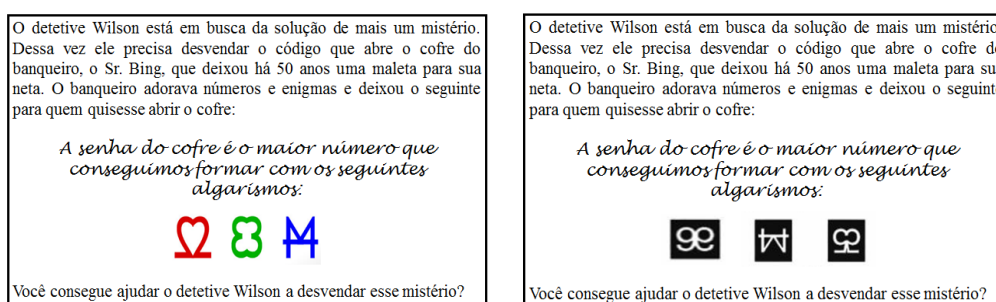 O detetive Wilson está em busca da solução de mais um mistério.
Dessa vez ele precisa desvendar o código que abre o cofre do
banqueiro, o Sr. Bing, que deixou há 50 anos uma maleta para sua
neta. O banqueiro adorava números e enigmas e deixou o seguinte
para quem quisesse abrir o cofre:
A senha do cofre é o maior número que
conseguimos formar com os seguintes
algarismos:
Você consegue ajudar o detetive Wilson a desvendar esse mistério?
O detetive Wilson está em busca da solução de mais um mistério
Dessa vez ele precisa desvendar o código que abre o cofre do
banqueiro, o Sr. Bing, que deixou há 50 anos uma maleta para su
neta. O banqueiro adorava números e enigmas e deixou o seguint
para quem quisesse abrir o cofre:
A senha do cofre é o maior número que
conseguimos formar com os seguintes
algarismos:
Você consegue ajudar o detetive Wilson a desvendar esse mistério?